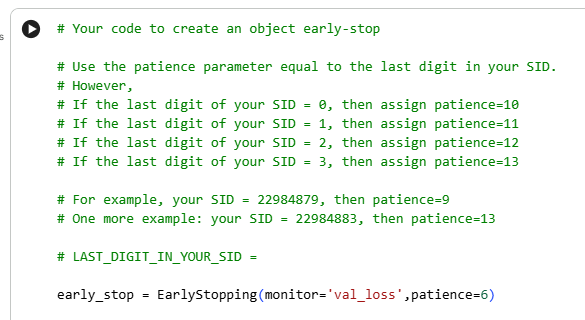 s
# Your code to create an object early-stop
# Use the patience parameter equal to the last digit in your SID.
# However,
# If the last digit of your SID = 0, then assign patience=10
# If the last digit of your SID = 1, then assign patience=11
# If the last digit of your SID = 2, then assign patience=12
# If the last digit of your SID = 3, then assign patience=13
# For example, your SID = 22984879, then patience=9
# One more example: your SID = 22984883, then patience=13
# LAST_DIGIT_IN_YOUR_SID =
early_stop = EarlyStopping(monitor='val_loss',patience=6)